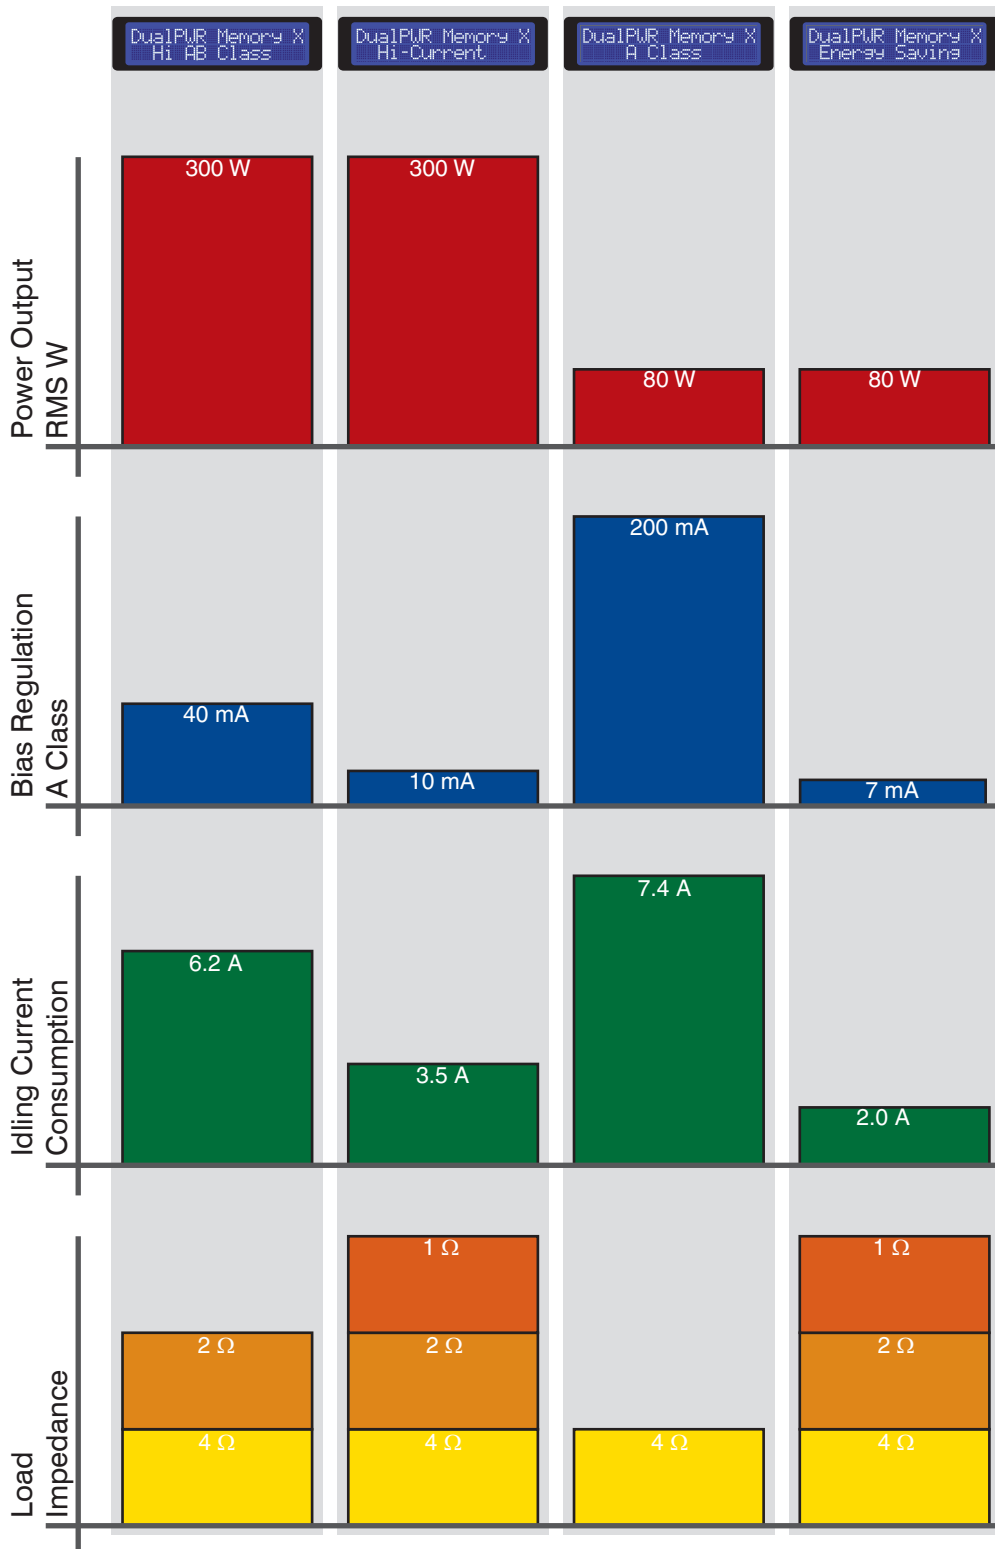 DualPWR Memory X
Hi AB Class
DualPWR Memory X
Hi-Current
DualPWR Memory X
A Class
DualPWR Memory X
Energy Saving
Power Output
RMS W
300 W
300 W
80 W
80 W
Bias Regulation
A Class
40 mA
10 mA
200 mA
7 mA
Idling Current
Consumption
6.2 A
3.5 A
7.4 A
2.0 A
Load
Impedance
1 Ω
1 Ω
2 Ω
2 Ω
2 Ω
4 Ω
4 Ω
4 Ω
4 Ω